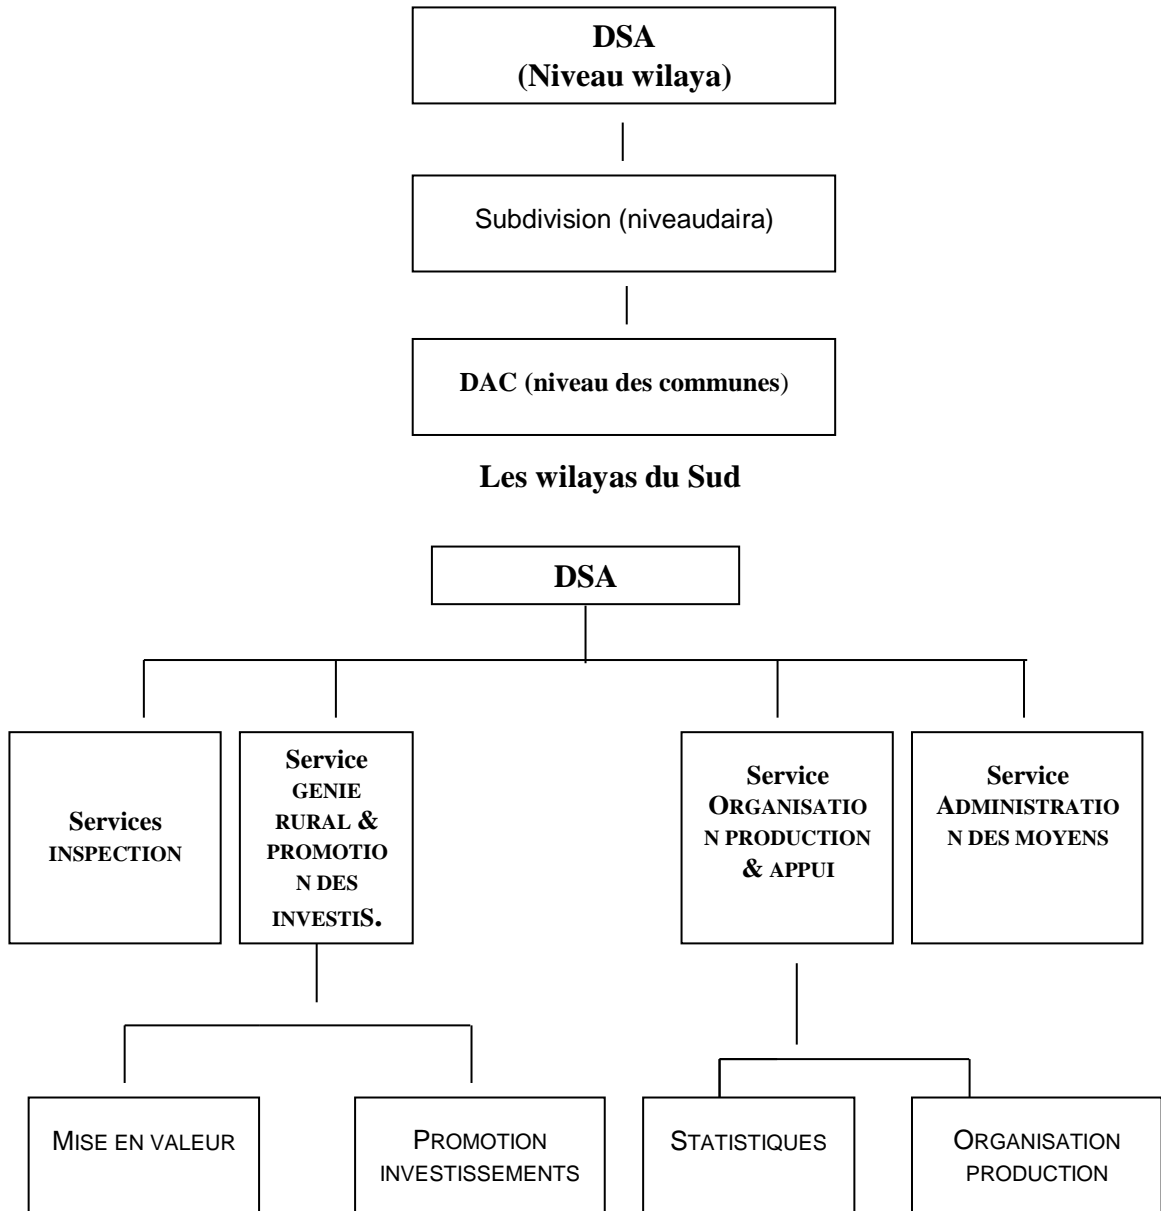 DSA
(Niveau wilaya)
Subdivision (niveaudaira)
DAC (niveau des communes)
Les wilayas du Sud
DSA
Services
INSPECTION
Service
GENIE
RURAL &
PROMOTIO
N DES
INVESTIS.
Service
ORGANISATIO
N PRODUCTION
& APPUI
Service
ADMINISTRATIO
N DES MOYENS
MISE EN VALEUR
PROMOTION
INVESTISSEMENTS
STATISTIQUES
ORGANISATION
PRODUCTION